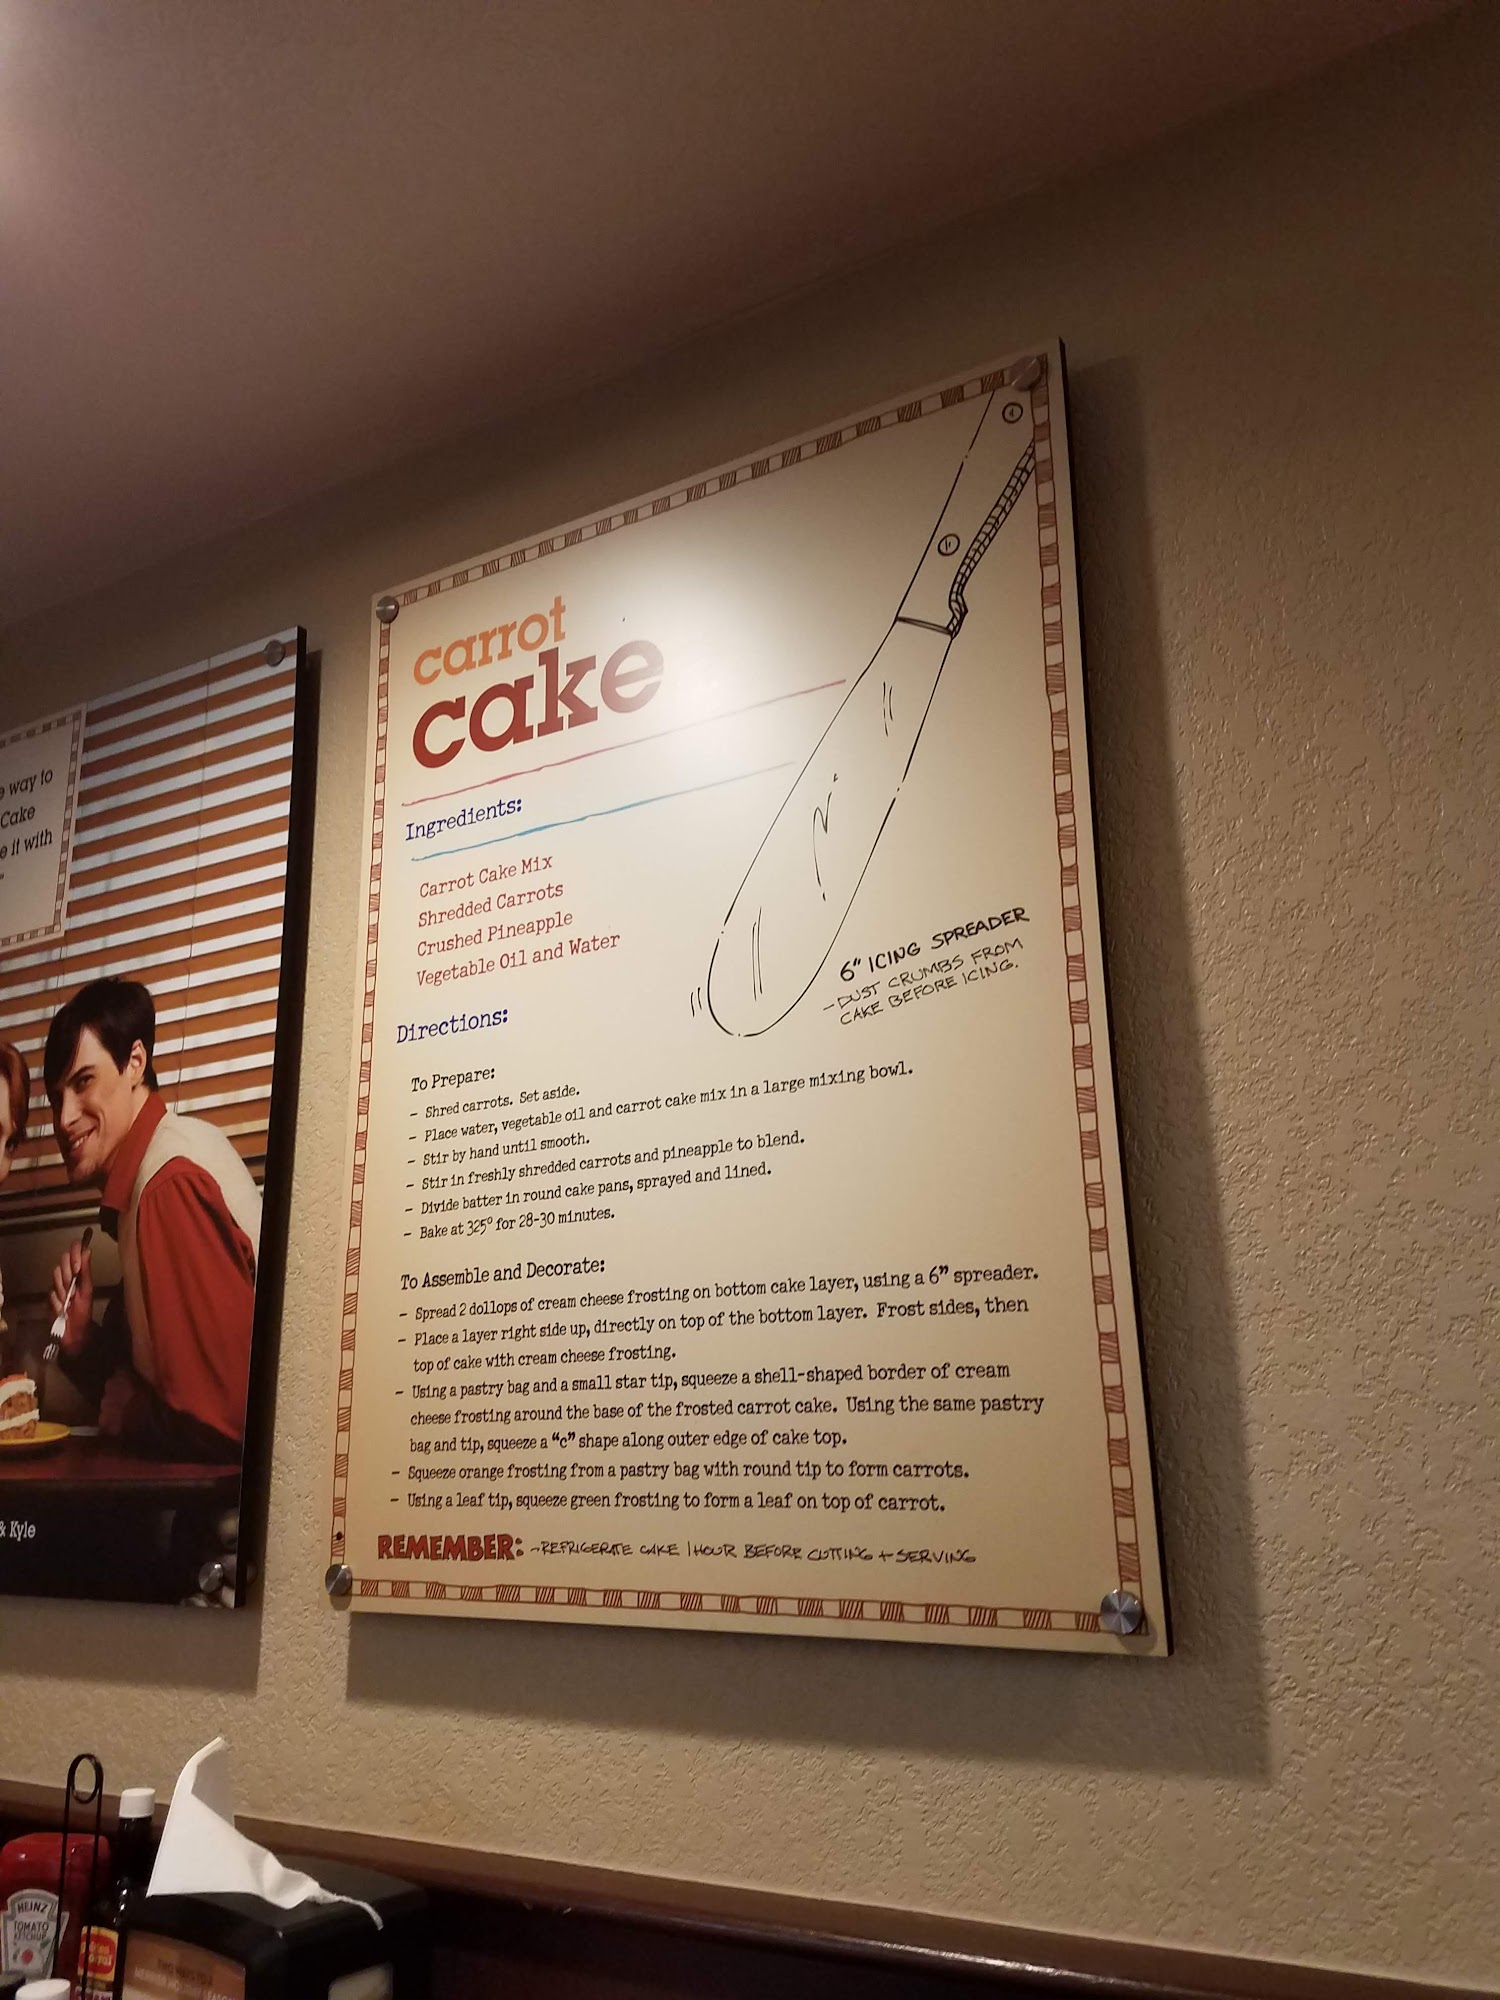 e way to
Cake
e it with
& Kyle
carrot
cake
Ingredients:
Carrot Cake Mix
Shredded Carrots
Crushed Pineapple
Vegetable Oil and Water
6" ICING SPREADER
- DUST CRUMBS FROM
CAKE BEFORE ICING.
Directions:
To Prepare:
- Shred carrots. Set aside.
- Place water, vegetable oil and carrot cake mix in a large mixing bowl.
- Stir by hand until smooth.
- Stir in freshly shredded carrots and pineapple to blend.
- Divide batter in round cake pans, sprayed and lined.
- Bake at 325° for 28-30 minutes.
To Assemble and Decorate:
- Spread 2 dollops of cream cheese frosting on bottom cake layer, using a 6" spreader.
- Place a layer right side up, directly on top of the bottom layer. Frost sides, then
top of cake with cream cheese frosting.
- Using a pastry bag and a small star tip, squeeze a shell-shaped border of cream
cheese frosting around the base of the frosted carrot cake. Using the same pastry
bag and tip, squeeze a "c" shape along outer edge of cake top.
- Squeeze orange frosting from a pastry bag with round tip to form carrots.
- Using a leaf tip, squeeze green frosting to form a leaf on top of carrot.
REMEMBER: - REFRIGERATE CAKE 1 HOUR BEFORE CUTTING + SERVING
HEINZ
TOMATO
KETCHUP